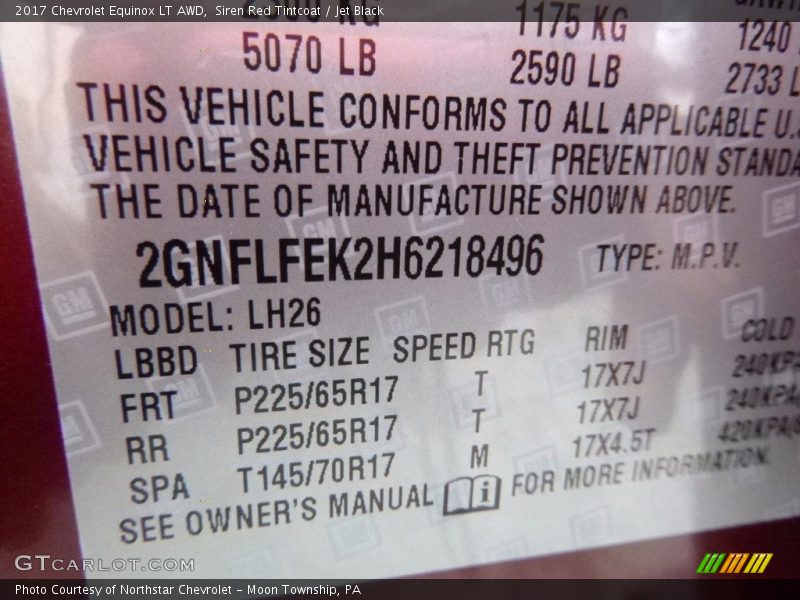 2017 Chevrolet Equinox LT AWD, Siren Red Tintcoat / Jet Black
KG 1175 KG 1240
5070 LB 2590 LB 2733
THIS VEHICLE CONFORMS TO ALL APPLICABLE U.
VEHICLE SAFETY AND THEFT PREVENTION STANDA
THE DATE OF MANUFACTURE SHOWN ABOVE.
2GNFLFEK2H6218496 TYPE: M.P.V.
MODEL: LH26
LBBD TIRE SIZE SPEED RTG RIM COLD
FRT P225/65R17 T 17X7J 240KPA
RR P225/65R17 T 17X7J 240KPA/
SPA T145/70R17 M 17X4.5T 420KPA/6
SEE OWNER'S MANUAL i FOR MORE INFORMATION.
GM
GTCARLOT.COM
Photo Courtesy of Northstar Chevrolet – Moon Township, PA